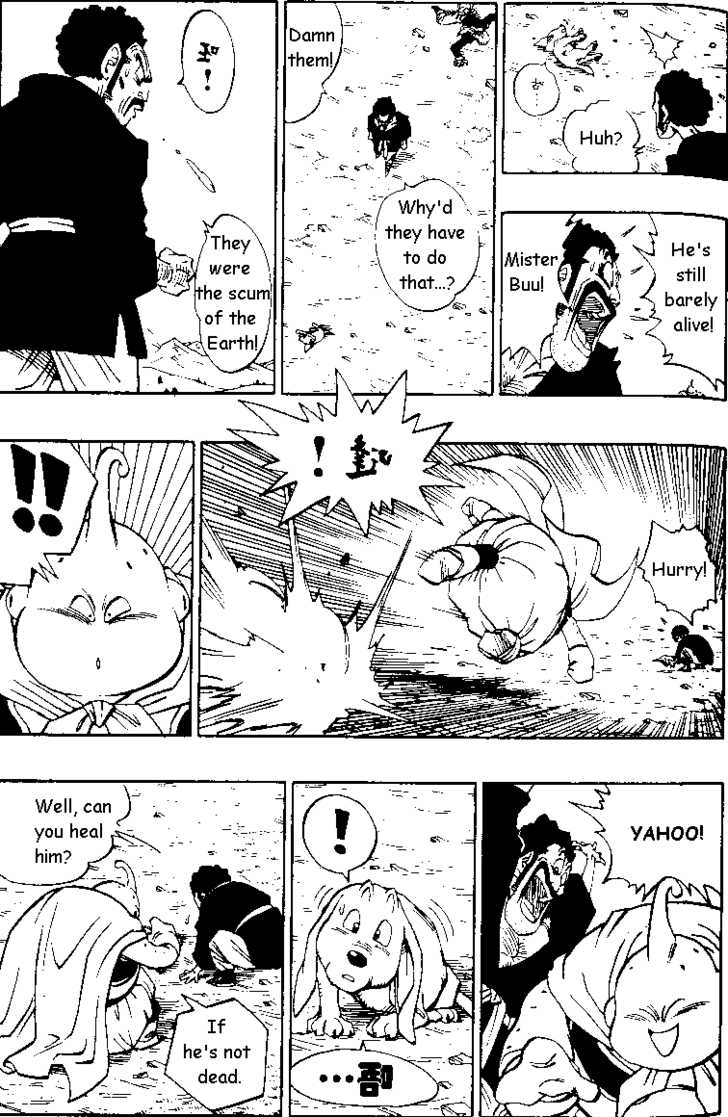 They
were
the scum
of the
Earth!
Damn
them!
Why'd
they have
to do
that...?
Huh?
Mister
Buu!
He's
still
barely
alive!
!!
!
Hurry!
Well, can
you heal
him?
If
he's not
dead.
!
YAHOO!